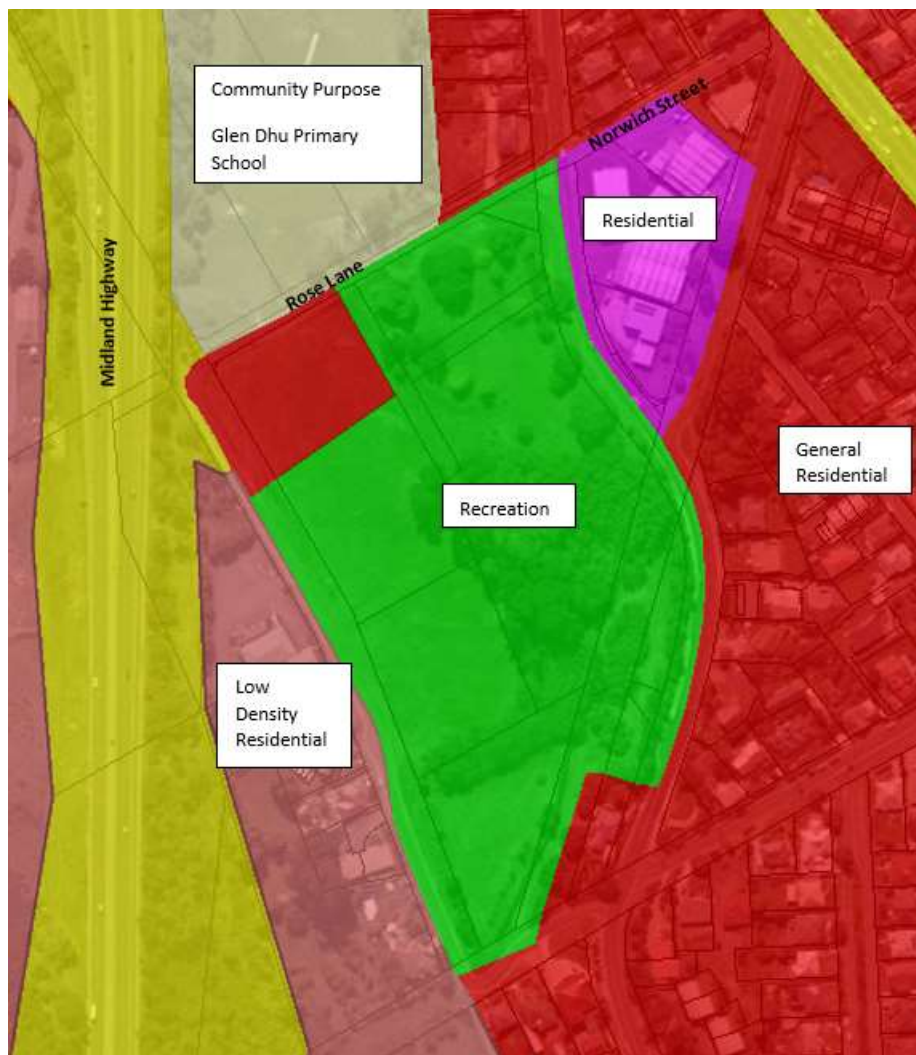 Community Purpose
Glen Dhu Primary
School
Norwich Street
Residential
Rose Lane
Midland Highway
General
Residential
Recreation
Low
Density
Residential